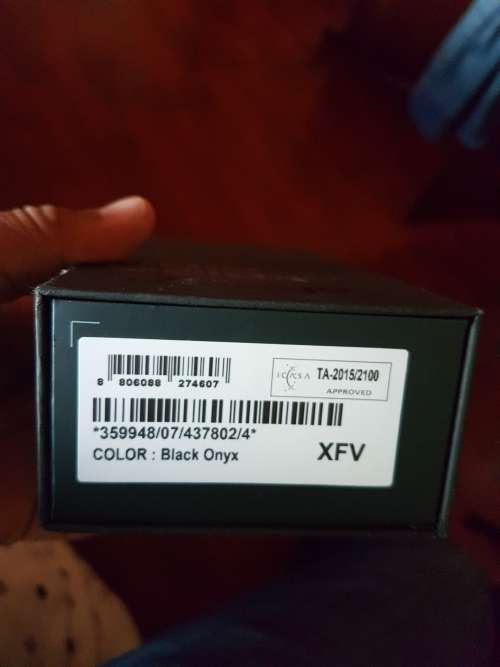 8 806088 274607
ICASA TA-2015/2100
APPROVED
*359948/07/437802/4*
COLOR : Black Onyx
XFV